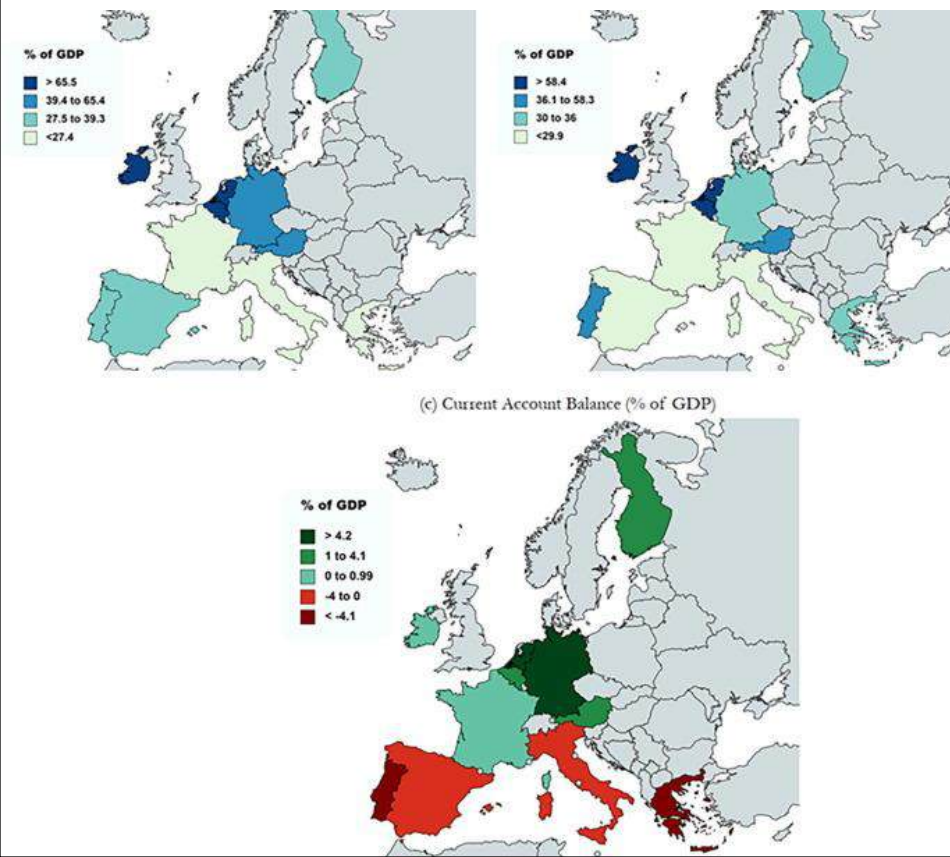 % of GDP
> 65.5
39.4 to 65.4
27.5 to 39.3
<27.4
% of GDP
> 58.4
36.1 to 58.3
30 to 36
<29.9
(c) Current Account Balance (% of GDP)
% of GDP
> 4.2
1 to 4.1
0 to 0.99
-4 to 0
< -4.1